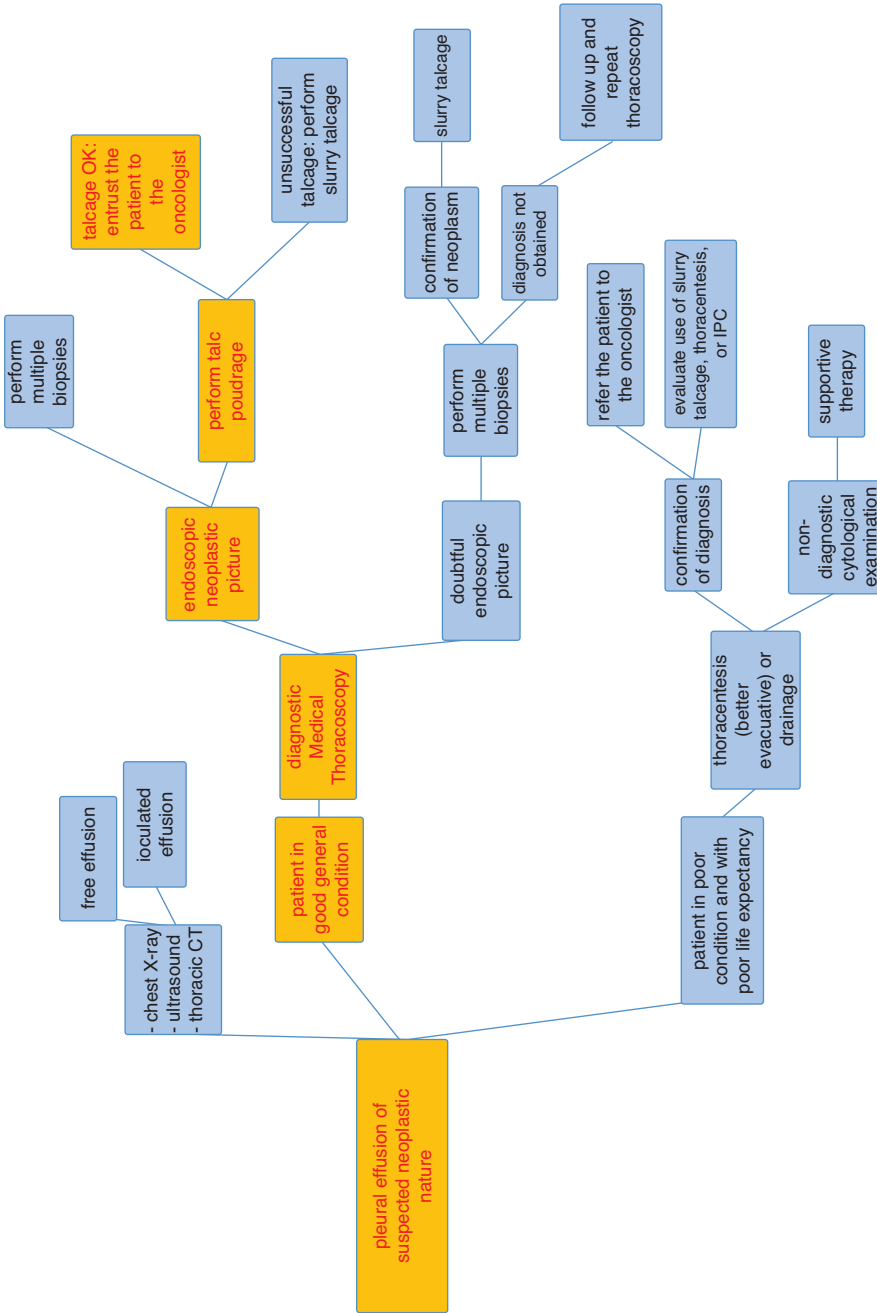 pleural effusion of
suspected neoplastic
nature
- chest X-ray
- ultrasound
- thoracic CT
free effusion
ioculated
effusion
patient in
good general
condition
diagnostic
Medical
Thoracoscopy
endoscopic
neoplastic
picture
perform
multiple
biopsies
perform talc
poudrage
talcage OK:
entrust the
patient to
the
oncologist
unsuccessful
talcage: perform
slurry talcage
doubtful
endoscopic
picture
perform
multiple
biopsies
confirmation
of neoplasm
slurry talcage
diagnosis not
obtained
follow up and
repeat
thoracoscopy
patient in poor
condition and with
poor life expectancy
thoracentesis
(better
evacuative) or
drainage
confirmation
of diagnosis
refer the patient to
the oncologist
evaluate use of slurry
talcage, thoracentesis,
or IPC
non-
diagnostic
cytological
examination
supportive
therapy